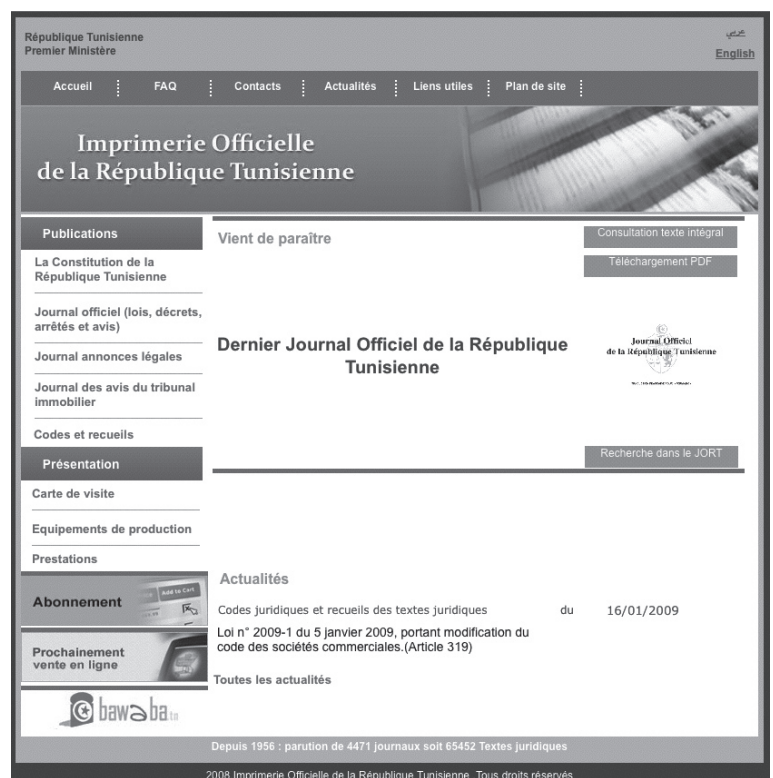 République Tunisienne
Premier Ministère
عربي
English
Accueil
FAQ
Contacts
Actualités
Liens utiles
Plan de site
Imprimerie Officielle
de la République Tunisienne
Publications
La Constitution de la
République Tunisienne
Journal officiel (lois, décrets,
arrêtés et avis)
Journal annonces légales
Journal des avis du tribunal
immobilier
Codes et recueils
Présentation
Carte de visite
Equipements de production
Prestations
Abonnement
Add to Cart
Prochainement
vente en ligne
bawaba.tn
Vient de paraître
Consultation texte intégral
Téléchargement PDF
Dernier Journal Officiel de la République
Tunisienne
Journal Officiel
de la République Tunisienne
Recherche dans le JORT
Actualités
Codes juridiques et recueils des textes juridiques du 16/01/2009
Loi n° 2009-1 du 5 janvier 2009, portant modification du
code des sociétés commerciales.(Article 319)
Toutes les actualités
Depuis 1956 : parution de 4471 journaux soit 65452 Textes juridiques
2008 Imprimerie Officielle de la République Tunisienne. Tous droits réservés